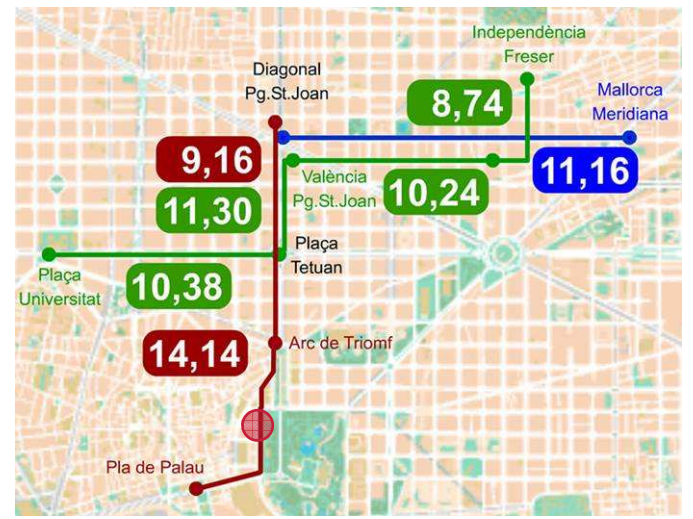 Independència
Freser
Diagonal
Pg.St.Joan
Mallorca
Meridiana
8,74
9,16
València
Pg.St.Joan
11,16
11,30
10,24
Plaça
Tetuan
Plaça
Universitat
10,38
14,14
Arc de Triomf
Pla de Palau